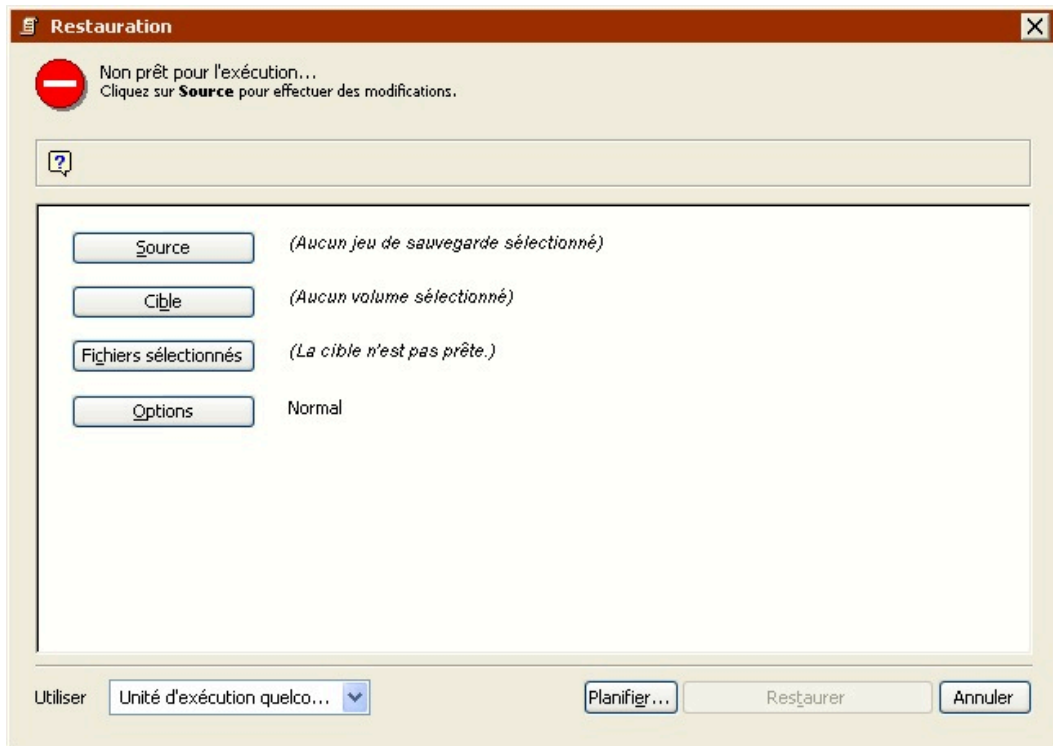 Restauration
Non prêt pour l'exécution...
Cliquez sur Source pour effectuer des modifications.
?
Source (Aucun jeu de sauvegarde sélectionné)
Cible (Aucun volume sélectionné)
Fichiers sélectionnés (La cible n'est pas prête.)
Options Normal
Utiliser Unité d'exécution quelco... Planifier... Restaurer Annuler